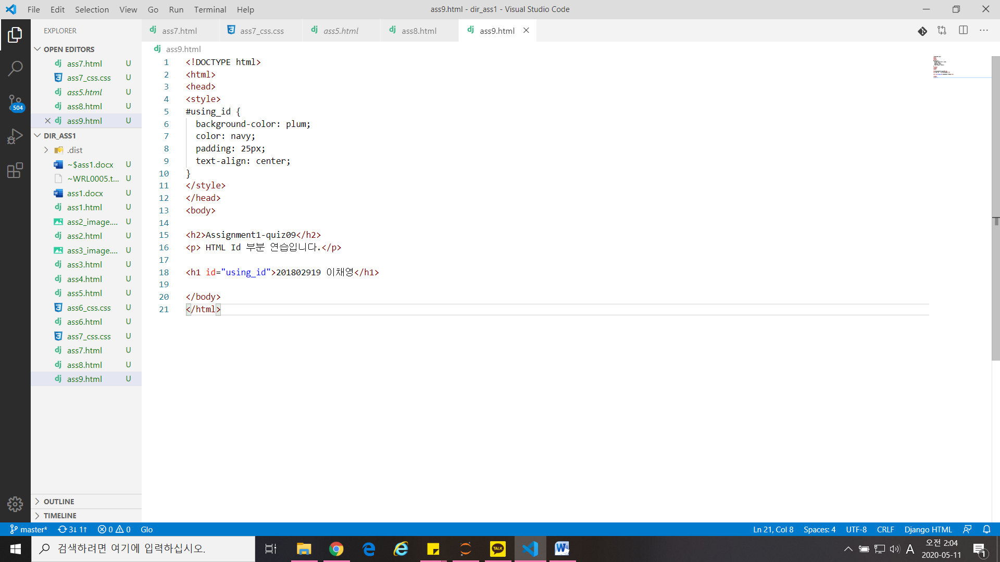 File Edit Selection View Go Run Terminal Help
ass9.html - dir_ass1 - Visual Studio Code
EXPLORER
OPEN EDITORS
ass7.html U
ass7_css.css U
ass5.html U
ass8.html U
ass9.html U
504
DIR_ASS1
.dist
~$ass1.docx U
~WRL0005.t... U
ass1.docx U
ass1.html U
ass2_image.... U
ass2.html U
ass3_image.... U
ass3.html U
ass4.html U
ass5.html U
ass6_css.css U
ass6.html U
ass7_css.css U
ass7.html U
ass8.html U
ass9.html U
OUTLINE
TIMELINE
ass7.html ass7_css.css ass5.html ass8.html ass9.html
ass9.html
1 <!DOCTYPE html>
2 <html>
3 <head>
4 <style>
5 #using_id {
6 background-color: plum;
7 color: navy;
8 padding: 25px;
9 text-align: center;
10 }
11 </style>
12 </head>
13 <body>
14
15 <h2>Assignment1-quiz09</h2>
16 <p> HTML Id 부분 연습입니다.</p>
17
18 <h1 id="using_id">201802919 이채영</h1>
19
20 </body>
21 </html>
master* 3↓ 1↑ 0 0 Glo
Ln 21, Col 8 Spaces: 4 UTF-8 CRLF Django HTML
검색하려면 여기에 입력하십시오.
TALK
A
오전 2:04
2020-05-11
1